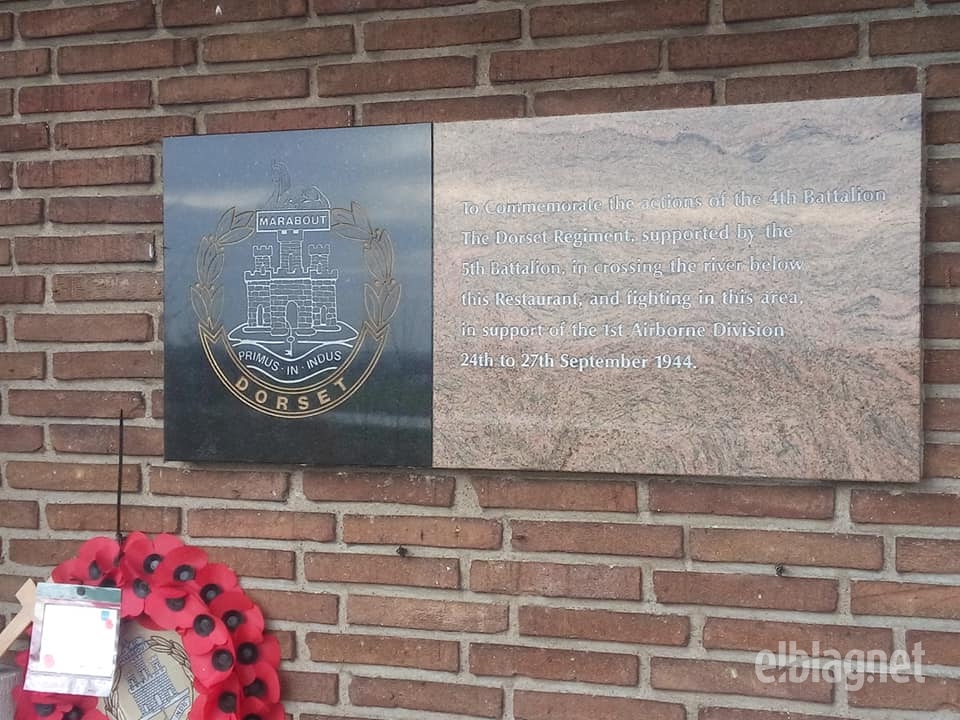 MARABOUT
PRIMUS·IN·INDUS
DORSET
To Commemorate the actions of the 4th Battalion
The Dorset Regiment, supported by the
5th Battalion, in crossing the river below
this Restaurant, and fighting in this area,
in support of the 1st Airborne Division
24th to 27th September 1944.
elblag.net